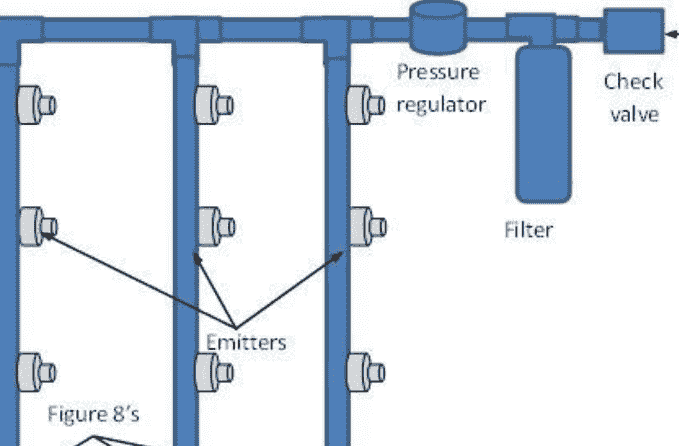 Pressure
regulator
Check
valve
Filter
Emitters
Figure 8's